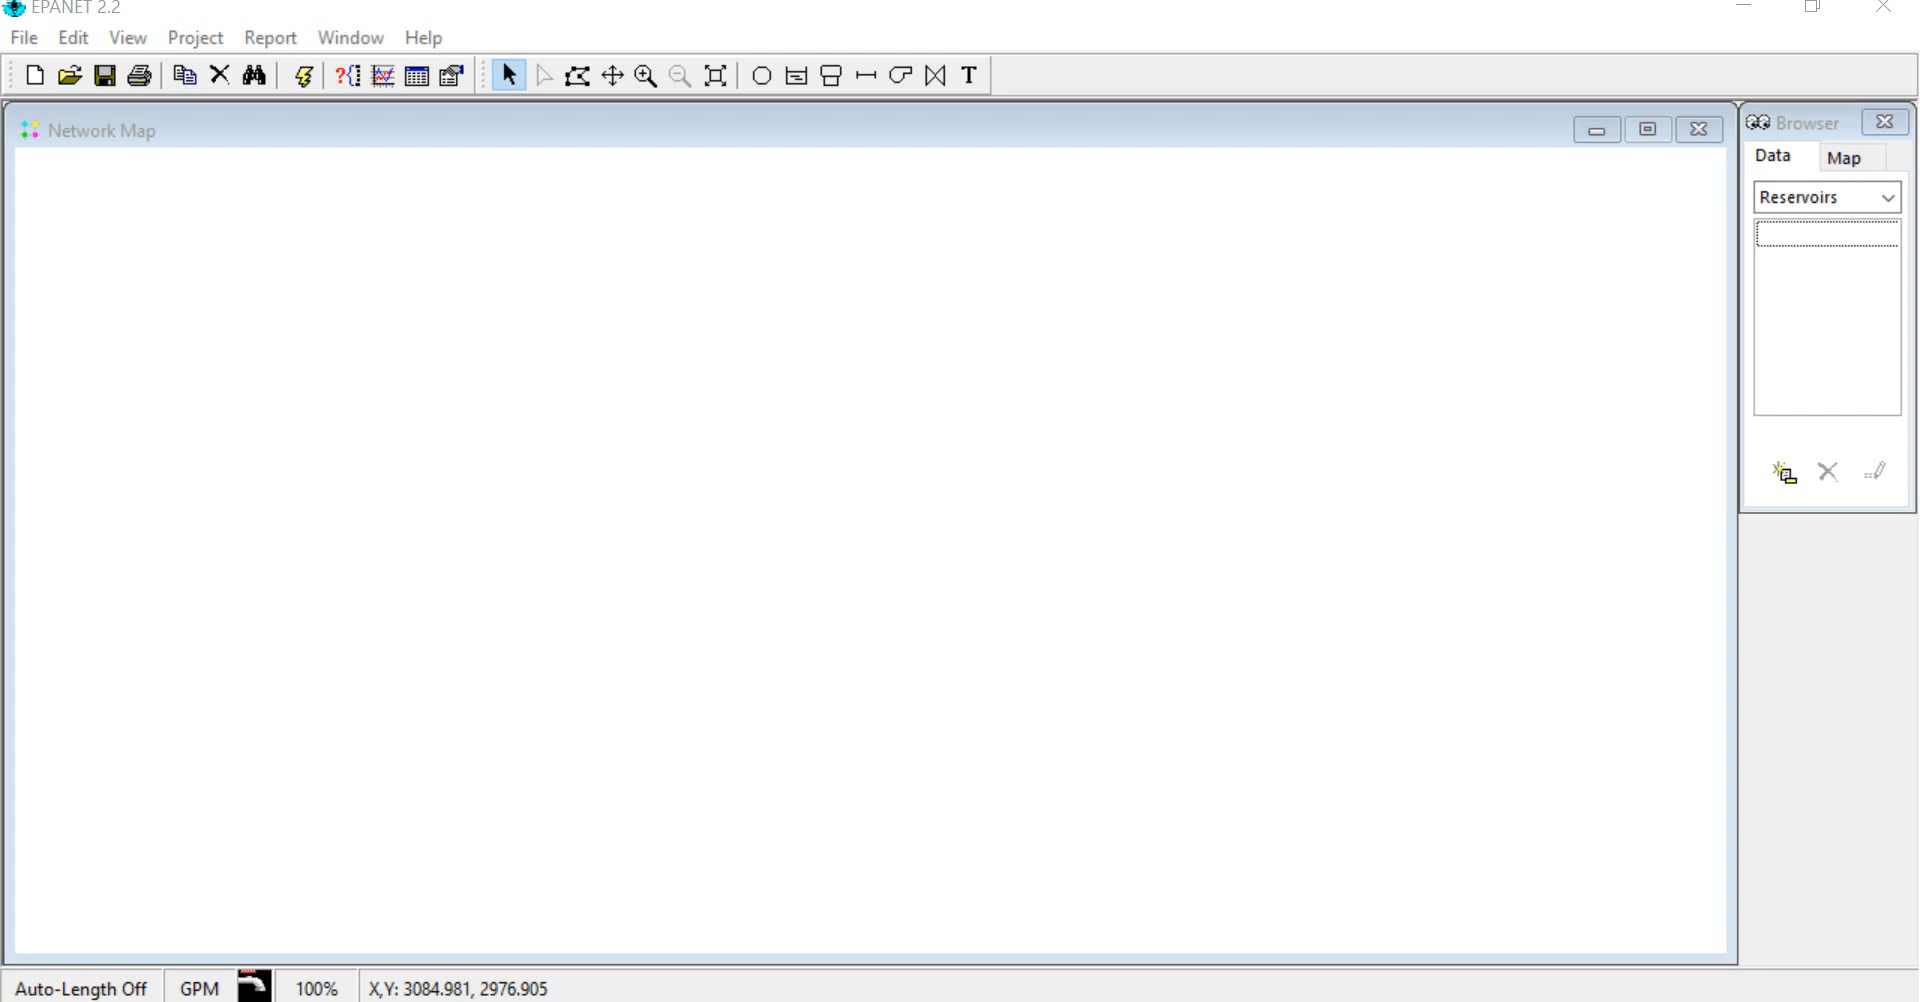 EPANET 2.2
File Edit View Project Report Window Help
?{} T
Network Map
Browser
Data Map
Reservoirs
Auto-Length Off GPM 100% X,Y: 3084.981, 2976.905